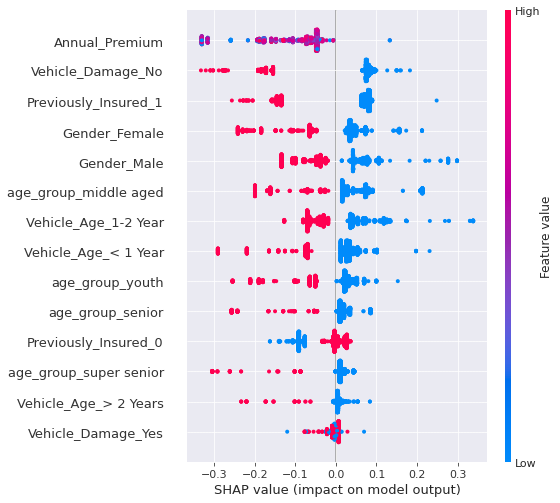 High
Annual_Premium
Vehicle_Damage_No
Previously_Insured_1
Gender_Female
Gender_Male
age_group_middle aged
Vehicle_Age_1-2 Year
Vehicle_Age_< 1 Year
age_group_youth
age_group_senior
Previously_Insured_0
age_group_super senior
Vehicle_Age_> 2 Years
Vehicle_Damage_Yes
Feature value
Low
−0.3 −0.2 −0.1 0.0 0.1 0.2 0.3
SHAP value (impact on model output)